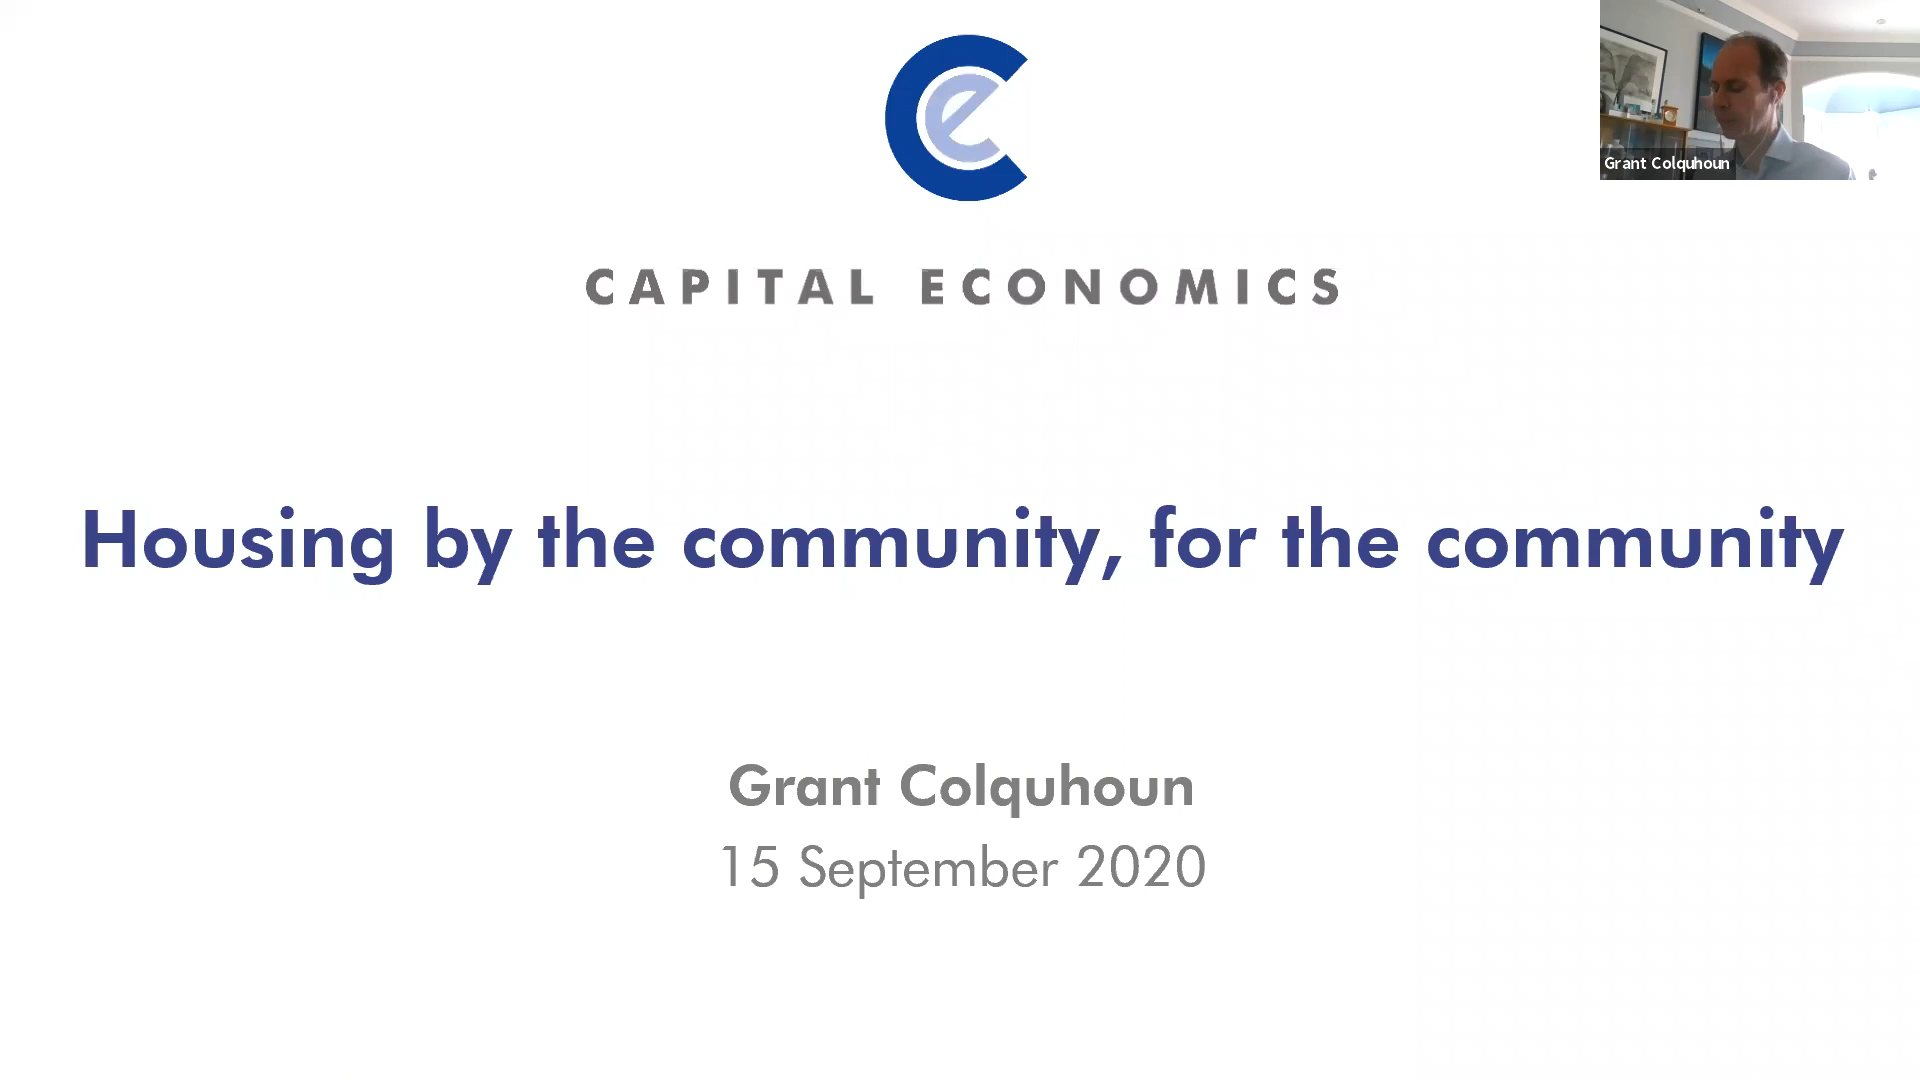 Grant Colquhoun
CAPITAL ECONOMICS
Housing by the community, for the community
Grant Colquhoun
15 September 2020